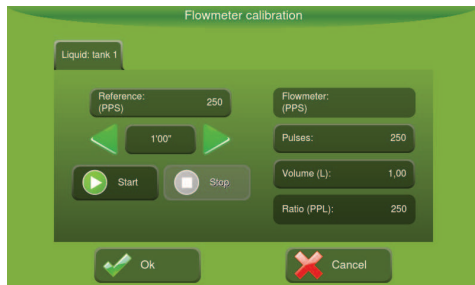 Flowmeter calibration
Liquid: tank 1
Reference:
(PPS)
250
1'00"
Start
Stop
Flowmeter:
(PPS)
Pulses:
250
Volume (L):
1,00
Ratio (PPL):
250
Ok
Cancel